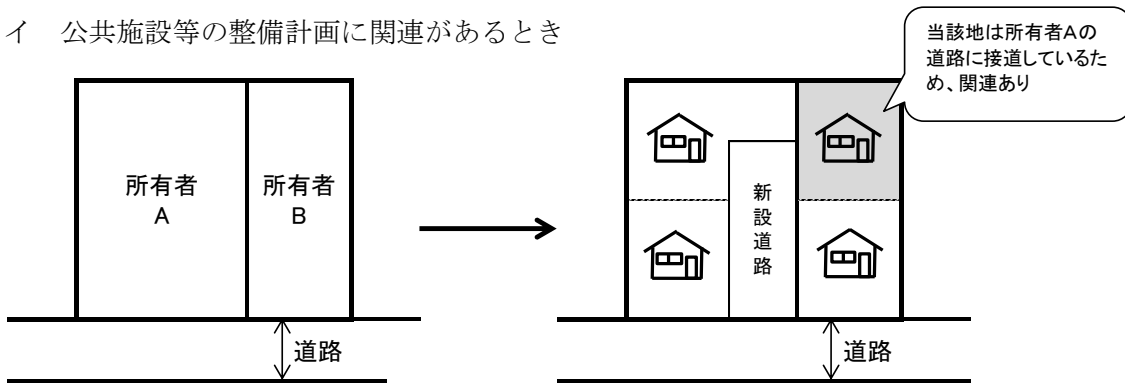 イ　公共施設等の整備計画に関連があるとき
当該地は所有者Aの
道路に接道しているた
め、関連あり
所有者
A
所有者
B
新設道路
道路
道路